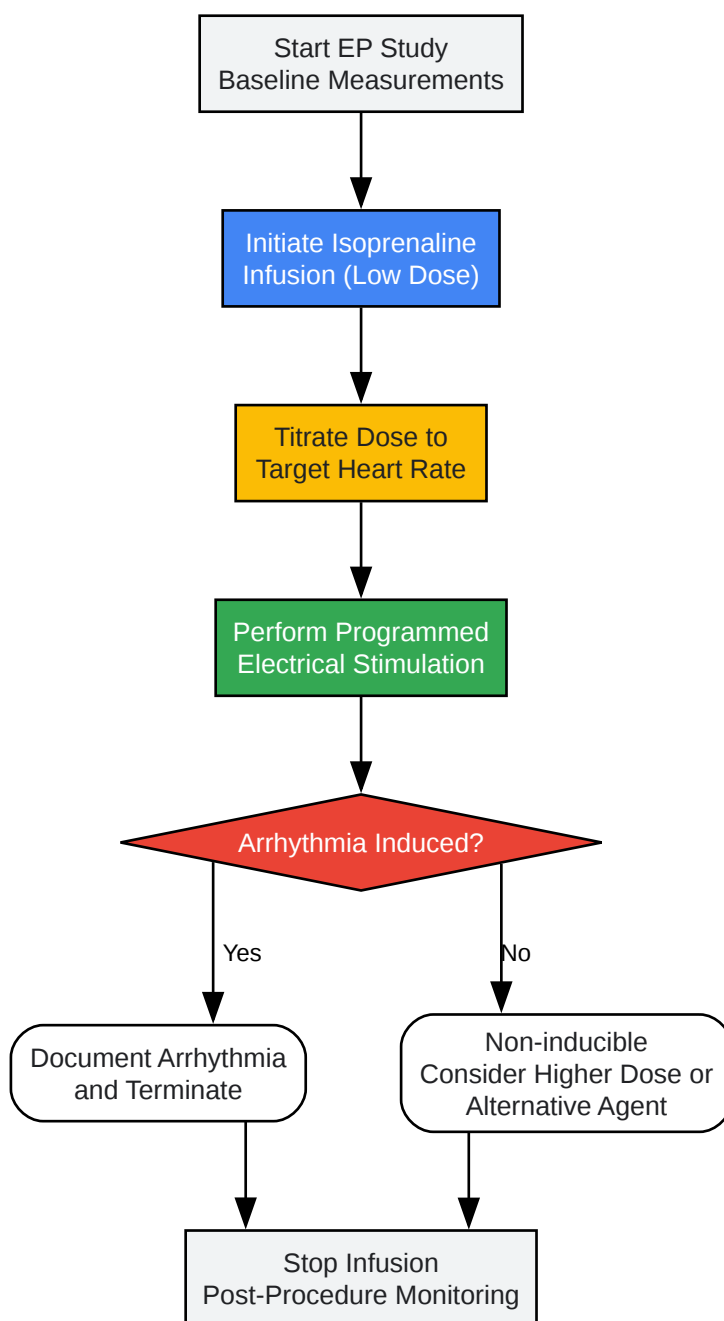 Start EP Study
Baseline Measurements
Initiate Isoprenaline
Infusion (Low Dose)
Titrate Dose to
Target Heart Rate
Perform Programmed
Electrical Stimulation
Arrhythmia Induced?
Yes
No
Document Arrhythmia
and Terminate
Non-inducible
Consider Higher Dose or
Alternative Agent
Stop Infusion
Post-Procedure Monitoring